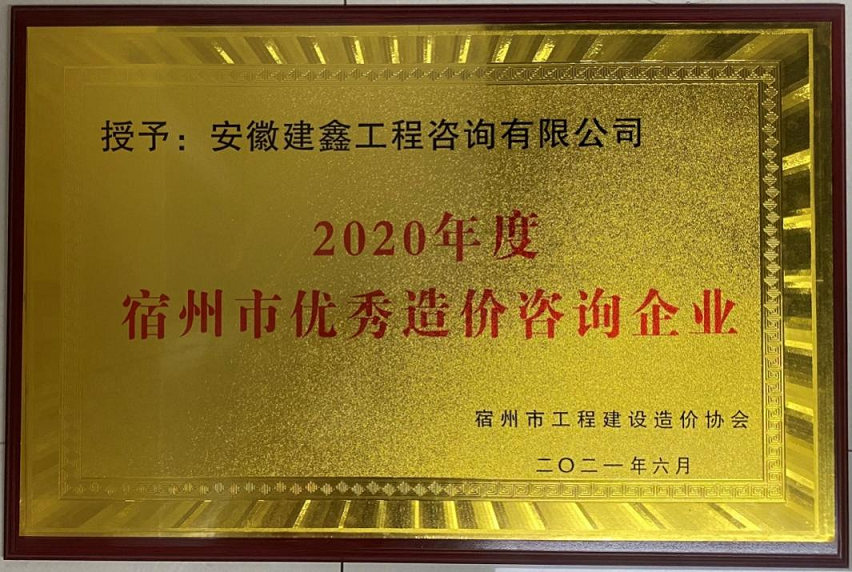 授予：安徽建鑫工程咨询有限公司
2020年度
宿州市优秀造价咨询企业
宿州市工程建设造价协会
二〇二一年六月